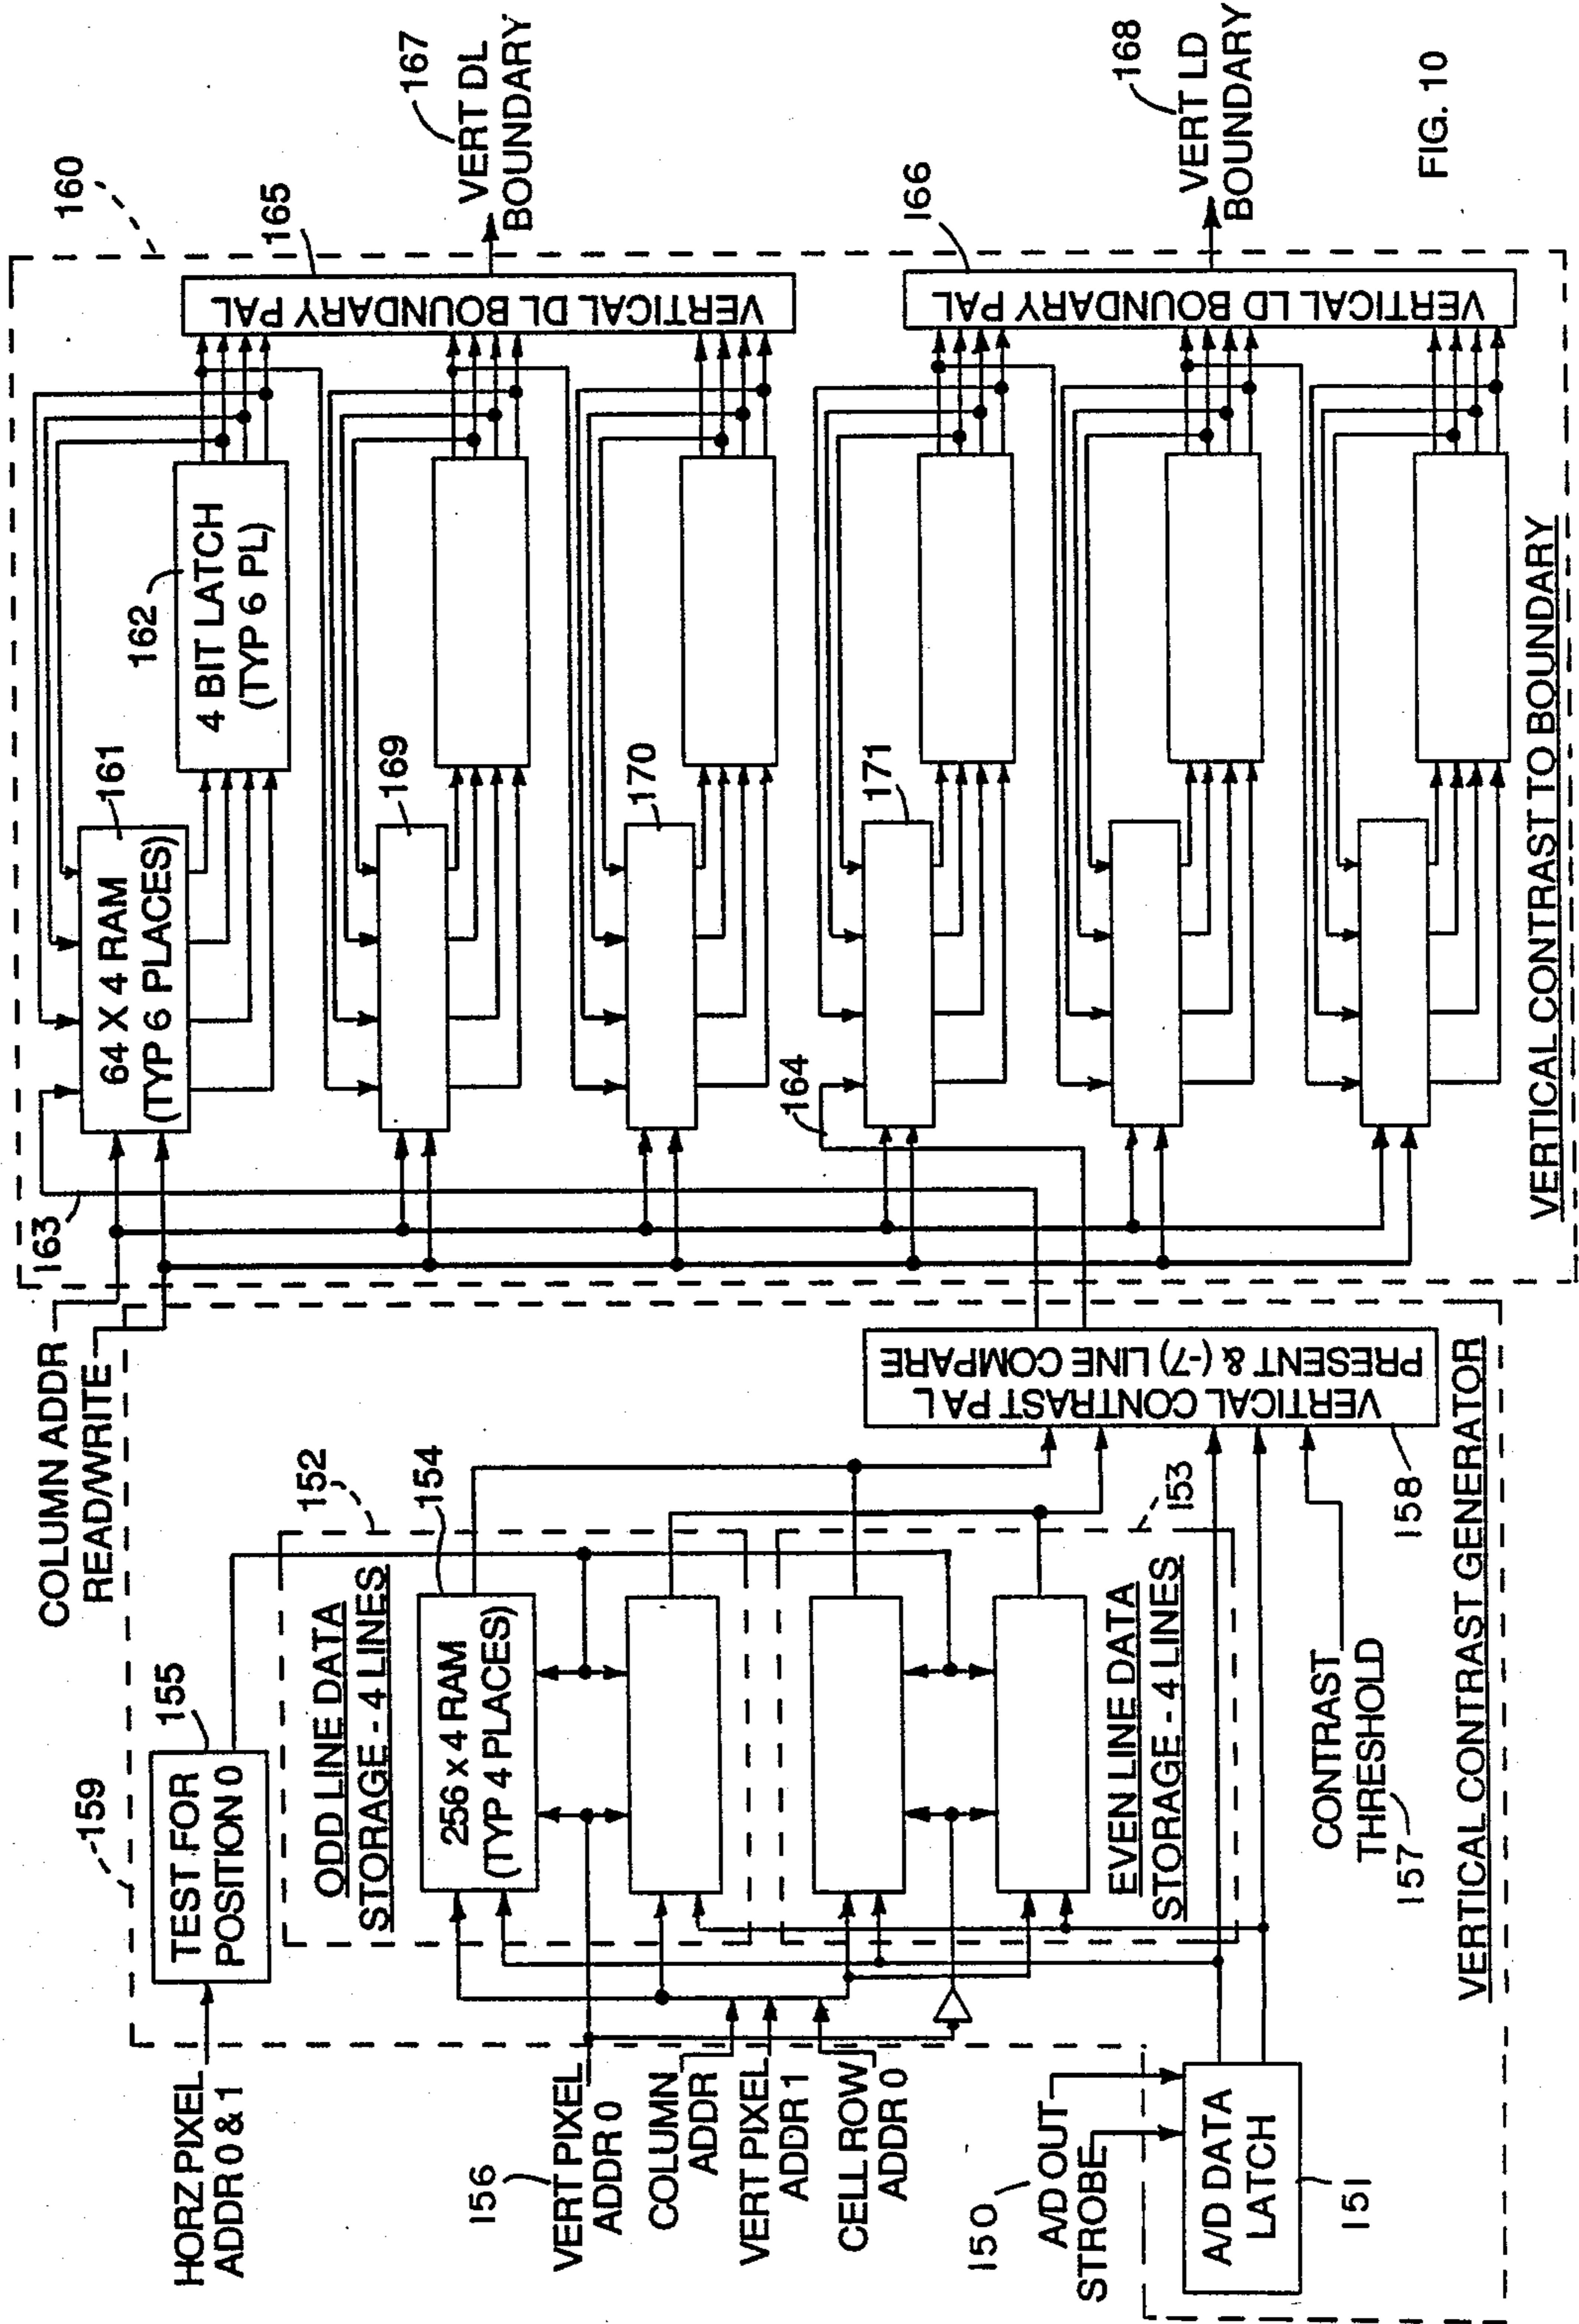 HORZ PIXEL
ADDR 0 & 1
159
TEST FOR
POSITION 0
155
COLUMN ADDR
READ/WRITE
163
160
64 X 4 RAM
(TYP 6 PLACES)
161
162
4 BIT LATCH
(TYP 6 PL)
165
VERTICAL DL BOUNDARY PAL
167
VERT DL
BOUNDARY
169
170
ODD LINE DATA
STORAGE - 4 LINES
152
256 x 4 RAM
(TYP 4 PLACES)
154
156
VERT PIXEL
ADDR 0
COLUMN
ADDR
VERT PIXEL
ADDR 1
CELL ROW
ADDR 0
EVEN LINE DATA
STORAGE - 4 LINES
153
VERTICAL CONTRAST PAL
PRESENT & (-7) LINE COMPARE
158
164
171
166
VERTICAL LD BOUNDARY PAL
168
VERT LD
BOUNDARY
150
A/D OUT
STROBE
A/D DATA
LATCH
151
CONTRAST
THRESHOLD
157
VERTICAL CONTRAST GENERATOR
VERTICAL CONTRAST TO BOUNDARY
FIG. 10